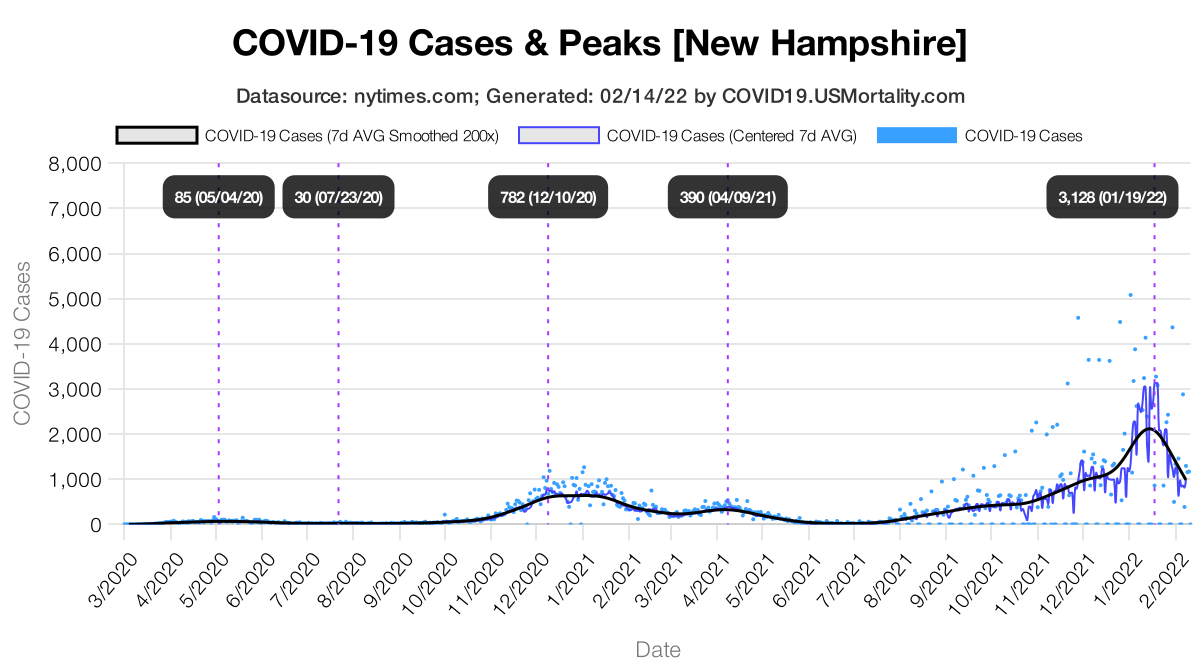 COVID-19 Cases & Peaks [New Hampshire]
Datasource: nytimes.com; Generated: 02/14/22 by COVID19.USMortality.com
COVID-19 Cases (7d AVG Smoothed 200x) COVID-19 Cases (Centered 7d AVG) COVID-19 Cases
85 (05/04/20) 30 (07/23/20) 782 (12/10/20) 390 (04/09/21) 3,128 (01/19/22)
COVID-19 Cases
8,000
7,000
6,000
5,000
4,000
3,000
2,000
1,000
0
3/2020 4/2020 5/2020 6/2020 7/2020 8/2020 9/2020 10/2020 11/2020 12/2020 1/2021 2/2021 3/2021 4/2021 5/2021 6/2021 7/2021 8/2021 9/2021 10/2021 11/2021 12/2021 1/2022 2/2022
Date